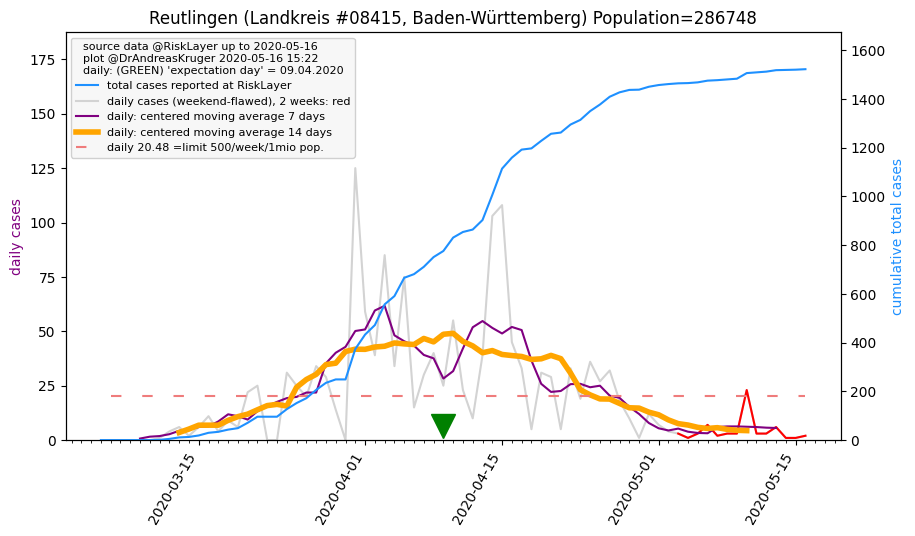 Reutlingen (Landkreis #08415, Baden-Württemberg) Population=286748
source data @RiskLayer up to 2020-05-16
plot @DrAndreasKruger 2020-05-16 15:22
daily: (GREEN) 'expectation day' = 09.04.2020
total cases reported at RiskLayer
daily cases (weekend-flawed), 2 weeks: red
daily: centered moving average 7 days
daily: centered moving average 14 days
daily 20.48 =limit 500/week/1mio pop.
daily cases
175
150
125
100
75
50
25
0
1600
1400
1200
1000
800
600
400
200
0
cumulative total cases
2020-03-15
2020-04-01
2020-04-15
2020-05-01
2020-05-15